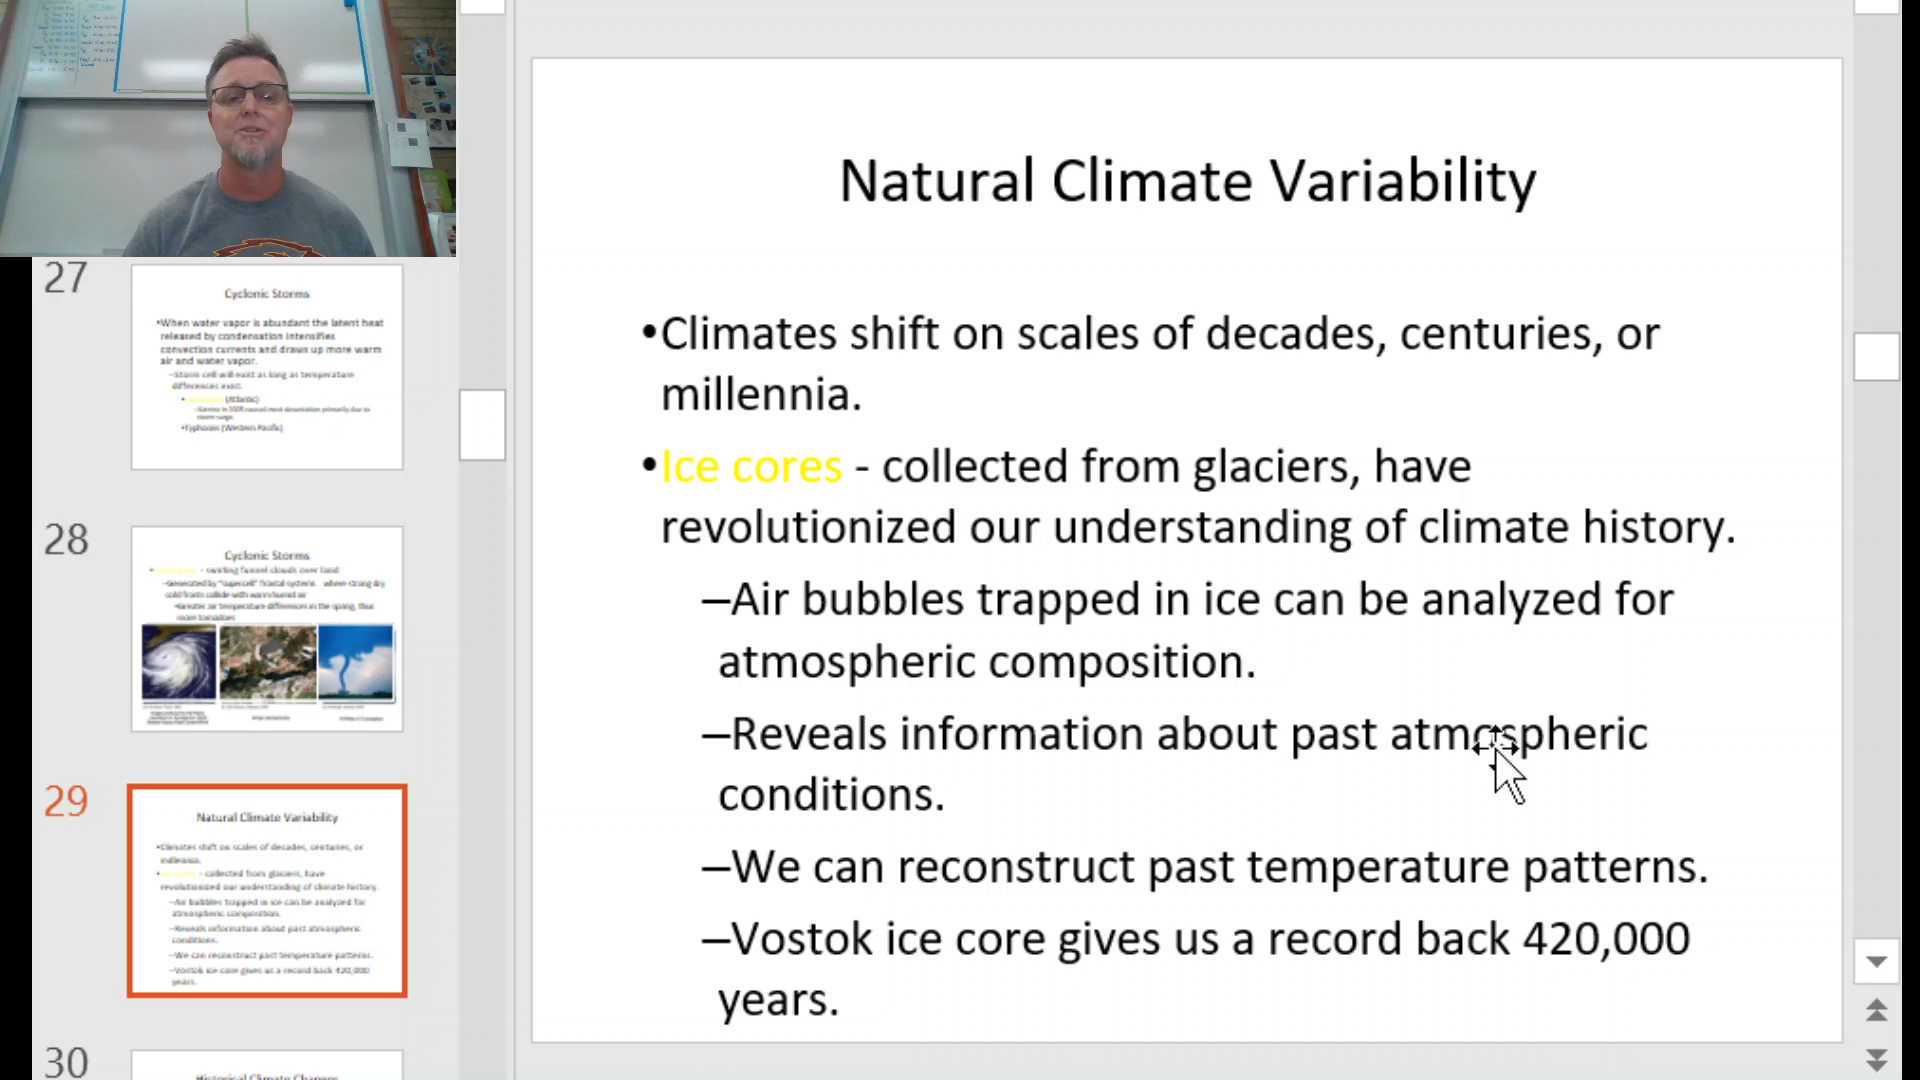 Natural Climate Variability
•Climates shift on scales of decades, centuries, or
millennia.
•Ice cores - collected from glaciers, have
revolutionized our understanding of climate history.
–Air bubbles trapped in ice can be analyzed for
atmospheric composition.
–Reveals information about past atmospheric
conditions.
–We can reconstruct past temperature patterns.
–Vostok ice core gives us a record back 420,000
years.
27
Cyclonic Storms
•When water vapor is abundant the latent heat
released by condensation intensifies
convection currents and draws up more warm
air and water vapor.
–Storm cell will exist as long as temperature
differences exist.
(Atlantic)
–Katrina in 2005 caused most devastation primarily due to
storm surge.
•Typhoons (Western Pacific)
28
Cyclonic Storms
- swirling funnel clouds over land
–Generated by "supercell" frontal systems where strong dry
cold fronts collide with warm humid air
•Greater air temperature differences in the spring, thus
more tornadoes
29
Natural Climate Variability
•Climates shift on scales of decades, centuries, or
millennia.
•Ice cores - collected from glaciers, have
revolutionized our understanding of climate history.
–Air bubbles trapped in ice can be analyzed for
atmospheric composition.
–Reveals information about past atmospheric
conditions.
–We can reconstruct past temperature patterns.
–Vostok ice core gives us a record back 420,000
years.
30
Historical Climate Changes